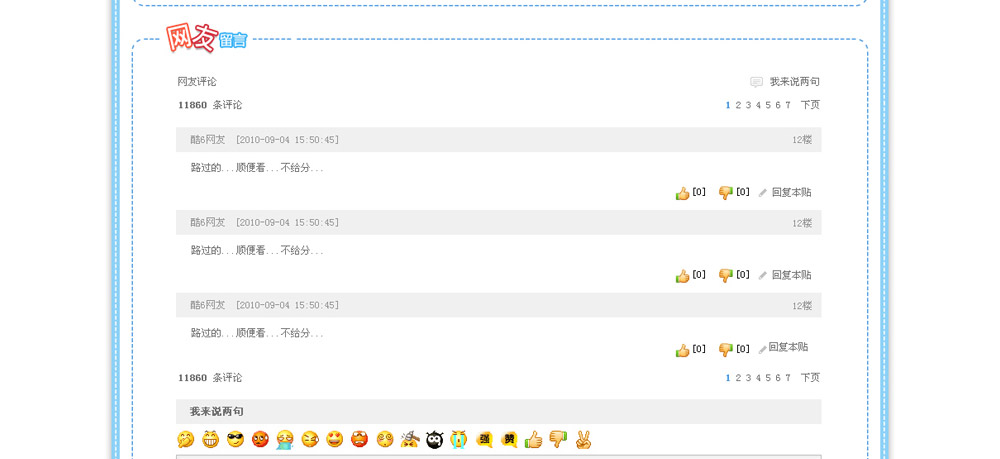 网友留言
网友评论 我来说两句
11860 条评论 1 2 3 4 5 6 7 下页
酷6网友 [2010-09-04 15:50:45] 12楼
路过的...顺便看...不给分...
[0] [0] 回复本贴
酷6网友 [2010-09-04 15:50:45] 12楼
路过的...顺便看...不给分...
[0] [0] 回复本贴
酷6网友 [2010-09-04 15:50:45] 12楼
路过的...顺便看...不给分...
[0] [0] 回复本贴
11860 条评论 1 2 3 4 5 6 7 下页
我来说两句
强 赞